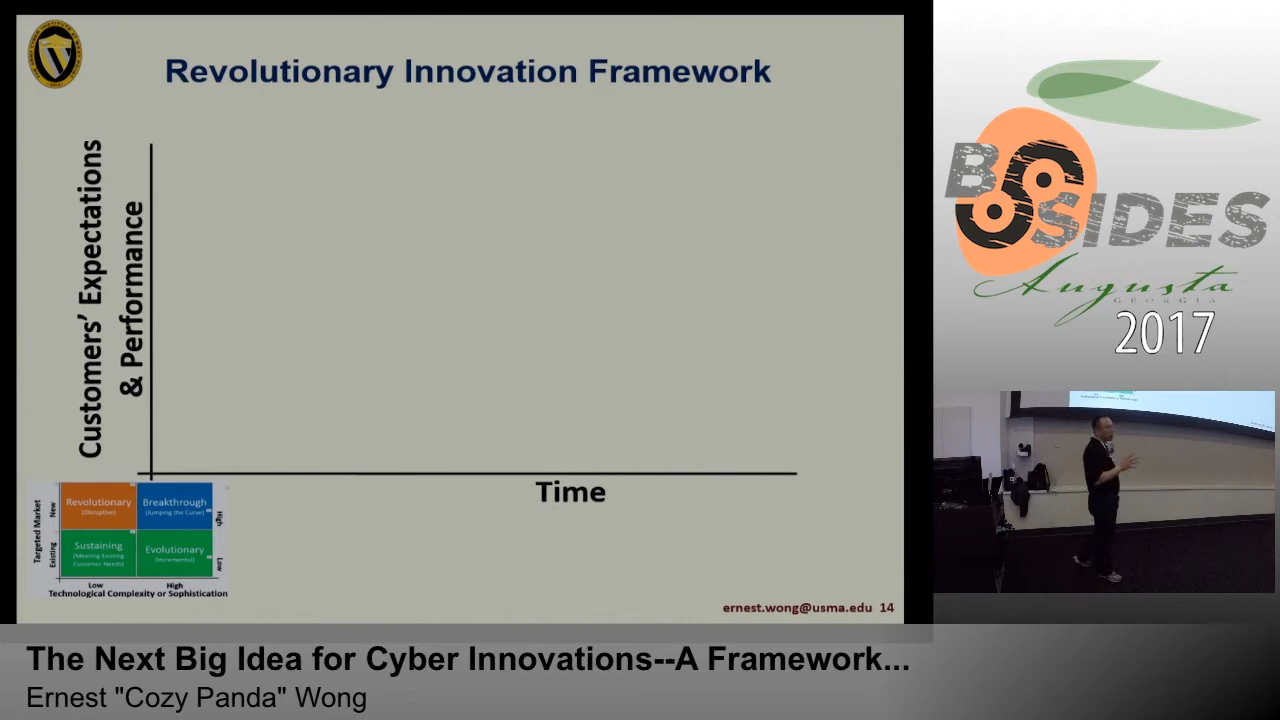 Revolutionary Innovation Framework
Customers' Expectations
& Performance
Time
Targeted Market
New
Existing
Revolutionary
(Disruptive)
Breakthrough
(Jumping the Curve)
High
Sustaining
(Meeting Existing
Customer Needs)
Evolutionary
(Incremental)
Low
Low
High
Technological Complexity or Sophistication
ernest.wong@usma.edu 14
BSIDES
Augusta
GEORGIA
2017
The Next Big Idea for Cyber Innovations--A Framework...
Ernest "Cozy Panda" Wong